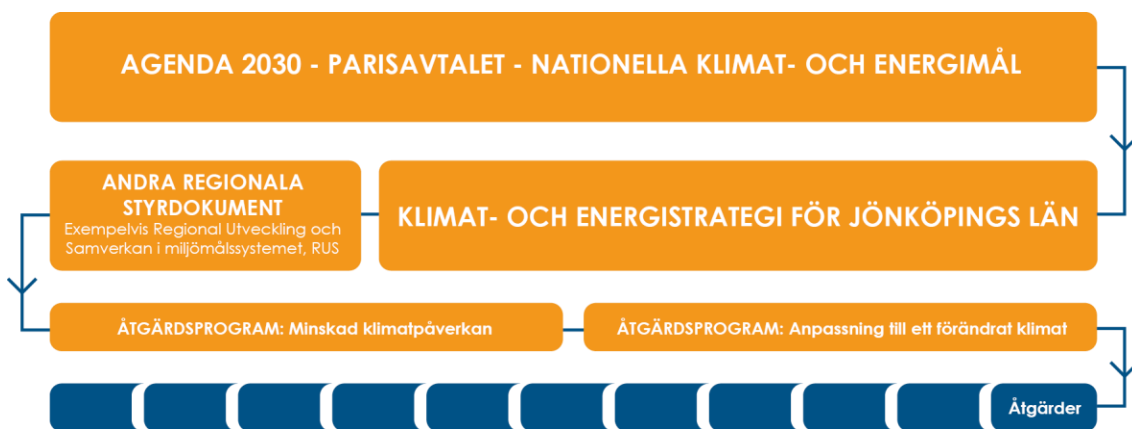 AGENDA 2030 - PARISAVTALET - NATIONELLA KLIMAT- OCH ENERGIMÅL
ANDRA REGIONALA
STYRDOKUMENT
Exempelvis Regional Utveckling och
Samverkan i miljömålssystemet, RUS
KLIMAT- OCH ENERGISTRATEGI FÖR JÖNKÖPINGS LÄN
ÅTGÄRDSPROGRAM: Minskad klimatpåverkan
ÅTGÄRDSPROGRAM: Anpassning till ett förändrat klimat
Åtgärder